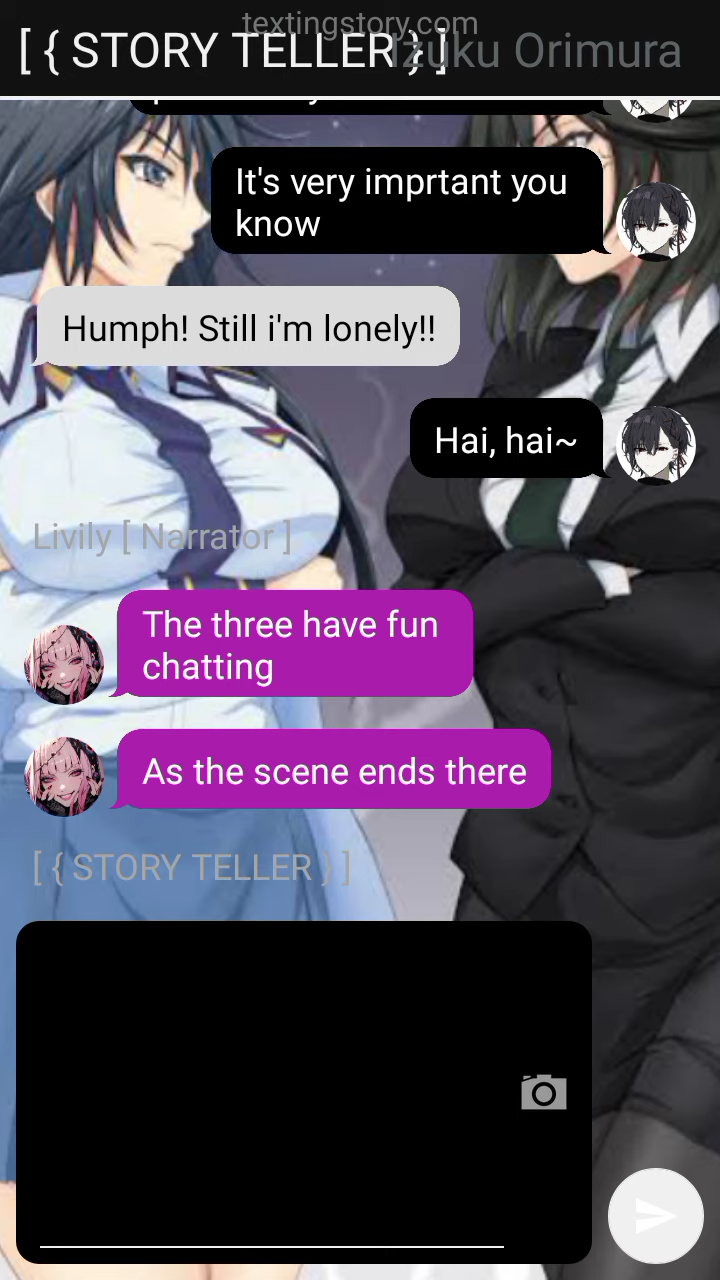 textingstory.com
[ { STORY TELLER } ]
Izuku Orimura
It's very imprtant you
know
Humph! Still i'm lonely!!
Hai, hai~
Livily [ Narrator ]
The three have fun
chatting
As the scene ends there
[ { STORY TELLER } ]